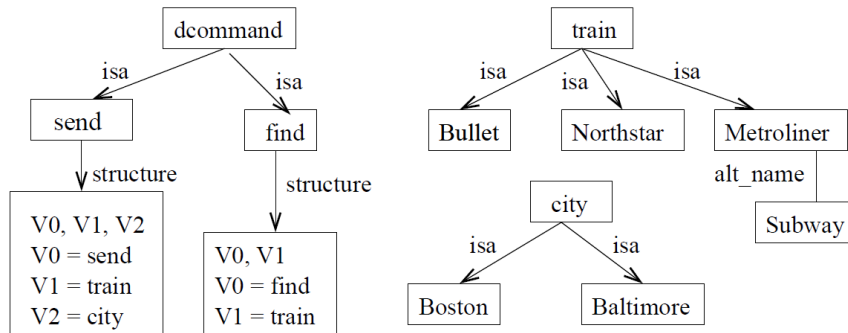 dcommand
isa
isa
send
find
structure
structure
V0, V1, V2
V0 = send
V1 = train
V2 = city
V0, V1
V0 = find
V1 = train
train
isa
isa
isa
Bullet
Northstar
Metroliner
alt_name
Subway
city
isa
isa
Boston
Baltimore